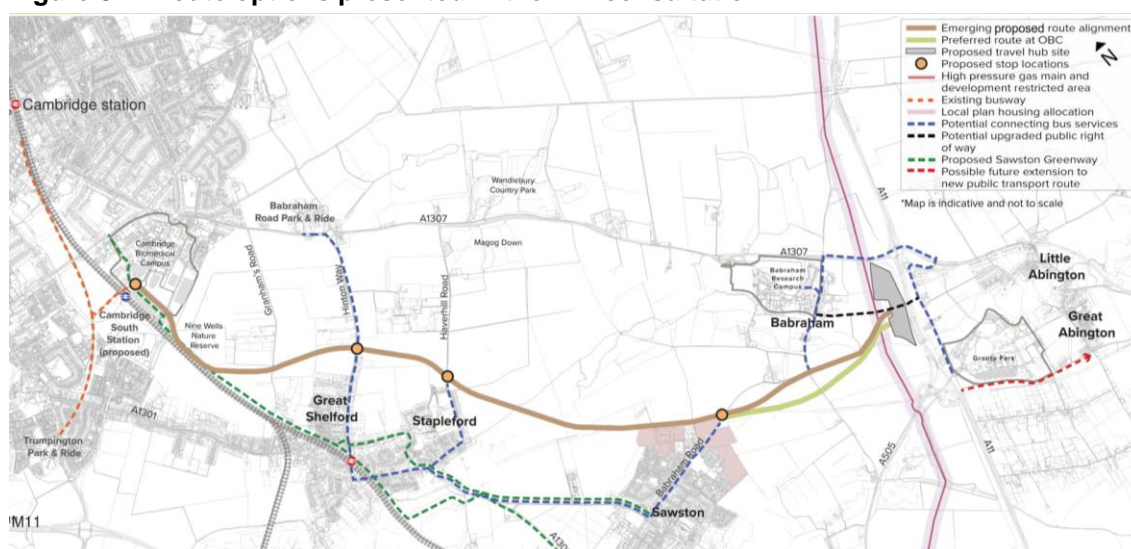 Emerging proposed route alignment
Preferred route at OBC
Proposed travel hub site
Proposed stop locations
High pressure gas main and
development restricted area
Existing busway
Local plan housing allocation
Potential connecting bus services
Potential upgraded public right
of way
Proposed Sawston Greenway
Possible future extension to
new public transport route
*Map is indicative and not to scale
N
Cambridge station
Wandlebury
Country Park
Babraham
Road Park & Ride
A1307
A11
Cambridge
Biomedical
Campus
Granham's Road
Hinton Way
Magog Down
Haverhill Road
A1307
Babraham
Research
Campus
Little
Abington
Cambridge
South
Station
(proposed)
Nine Wells
Nature
Reserve
Babraham
Great
Abington
Granta Park
A1301
Great
Shelford
Stapleford
Trumpington
Park & Ride
Babraham Road
A505
A11
Sawston
PM11